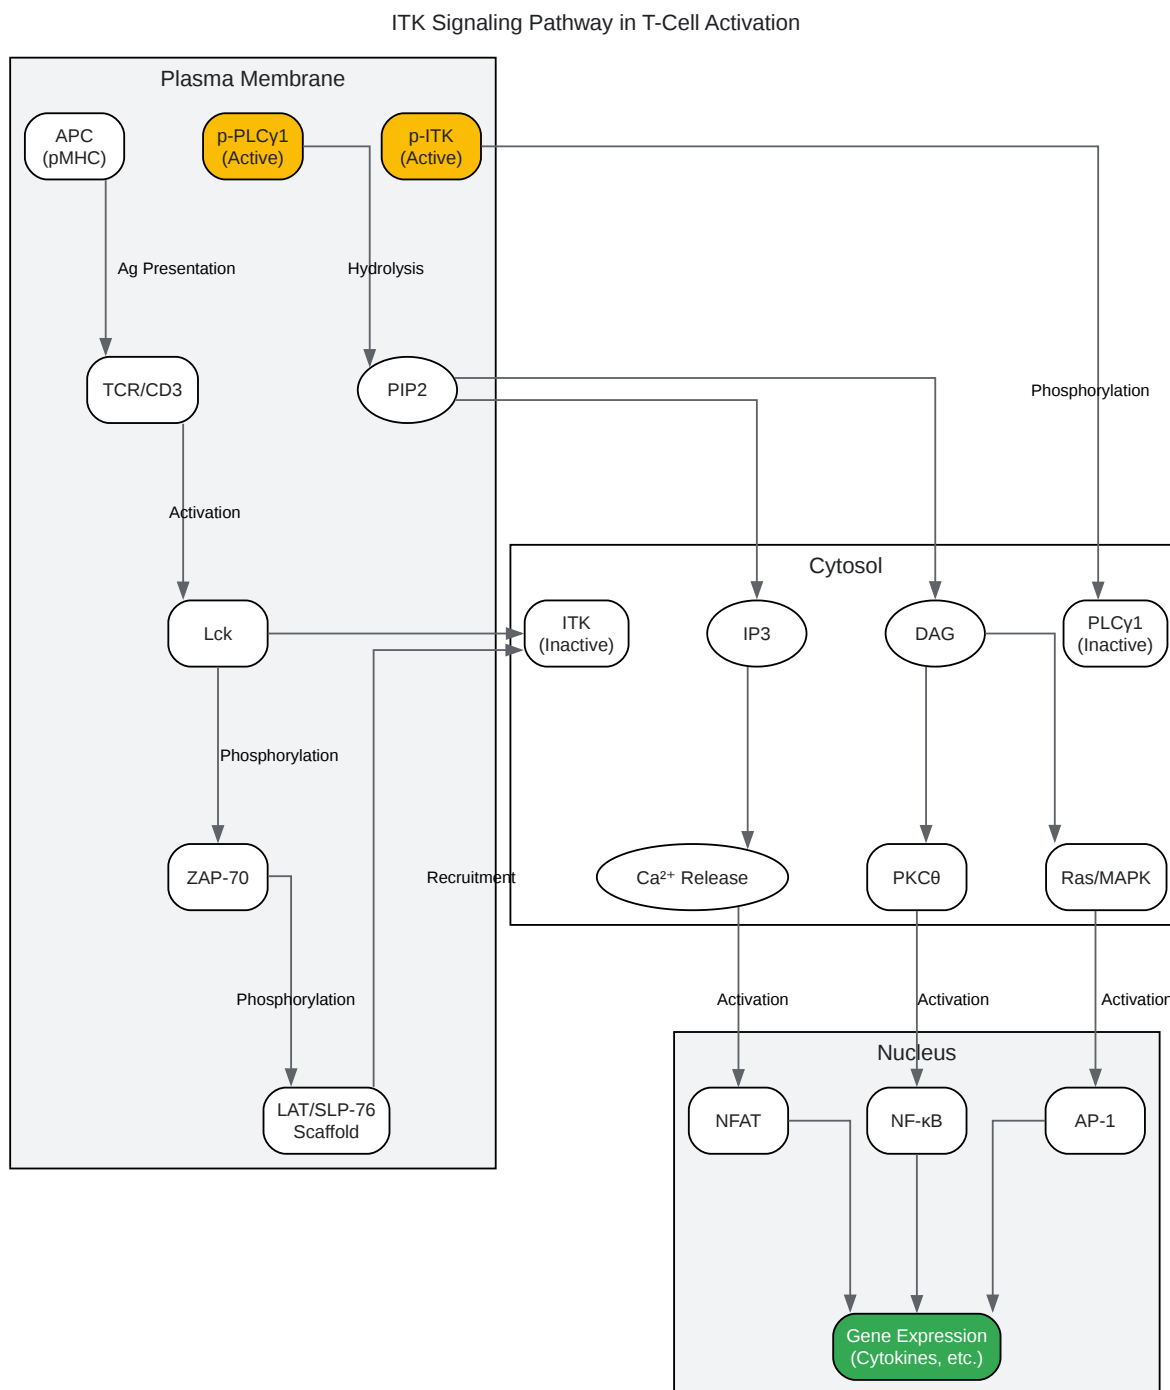 ITK Signaling Pathway in T-Cell Activation
Plasma Membrane
APC
(pMHC)
p-PLCγ1
(Active)
p-ITK
(Active)
Ag Presentation
Hydrolysis
TCR/CD3
PIP2
Phosphorylation
Activation
Cytosol
Lck
ITK
(Inactive)
IP3
DAG
PLCγ1
(Inactive)
Phosphorylation
ZAP-70
Recruitment
Ca²⁺ Release
PKCθ
Ras/MAPK
Phosphorylation
Activation
Activation
Activation
Nucleus
LAT/SLP-76
Scaffold
NFAT
NF-κB
AP-1
Gene Expression
(Cytokines, etc.)